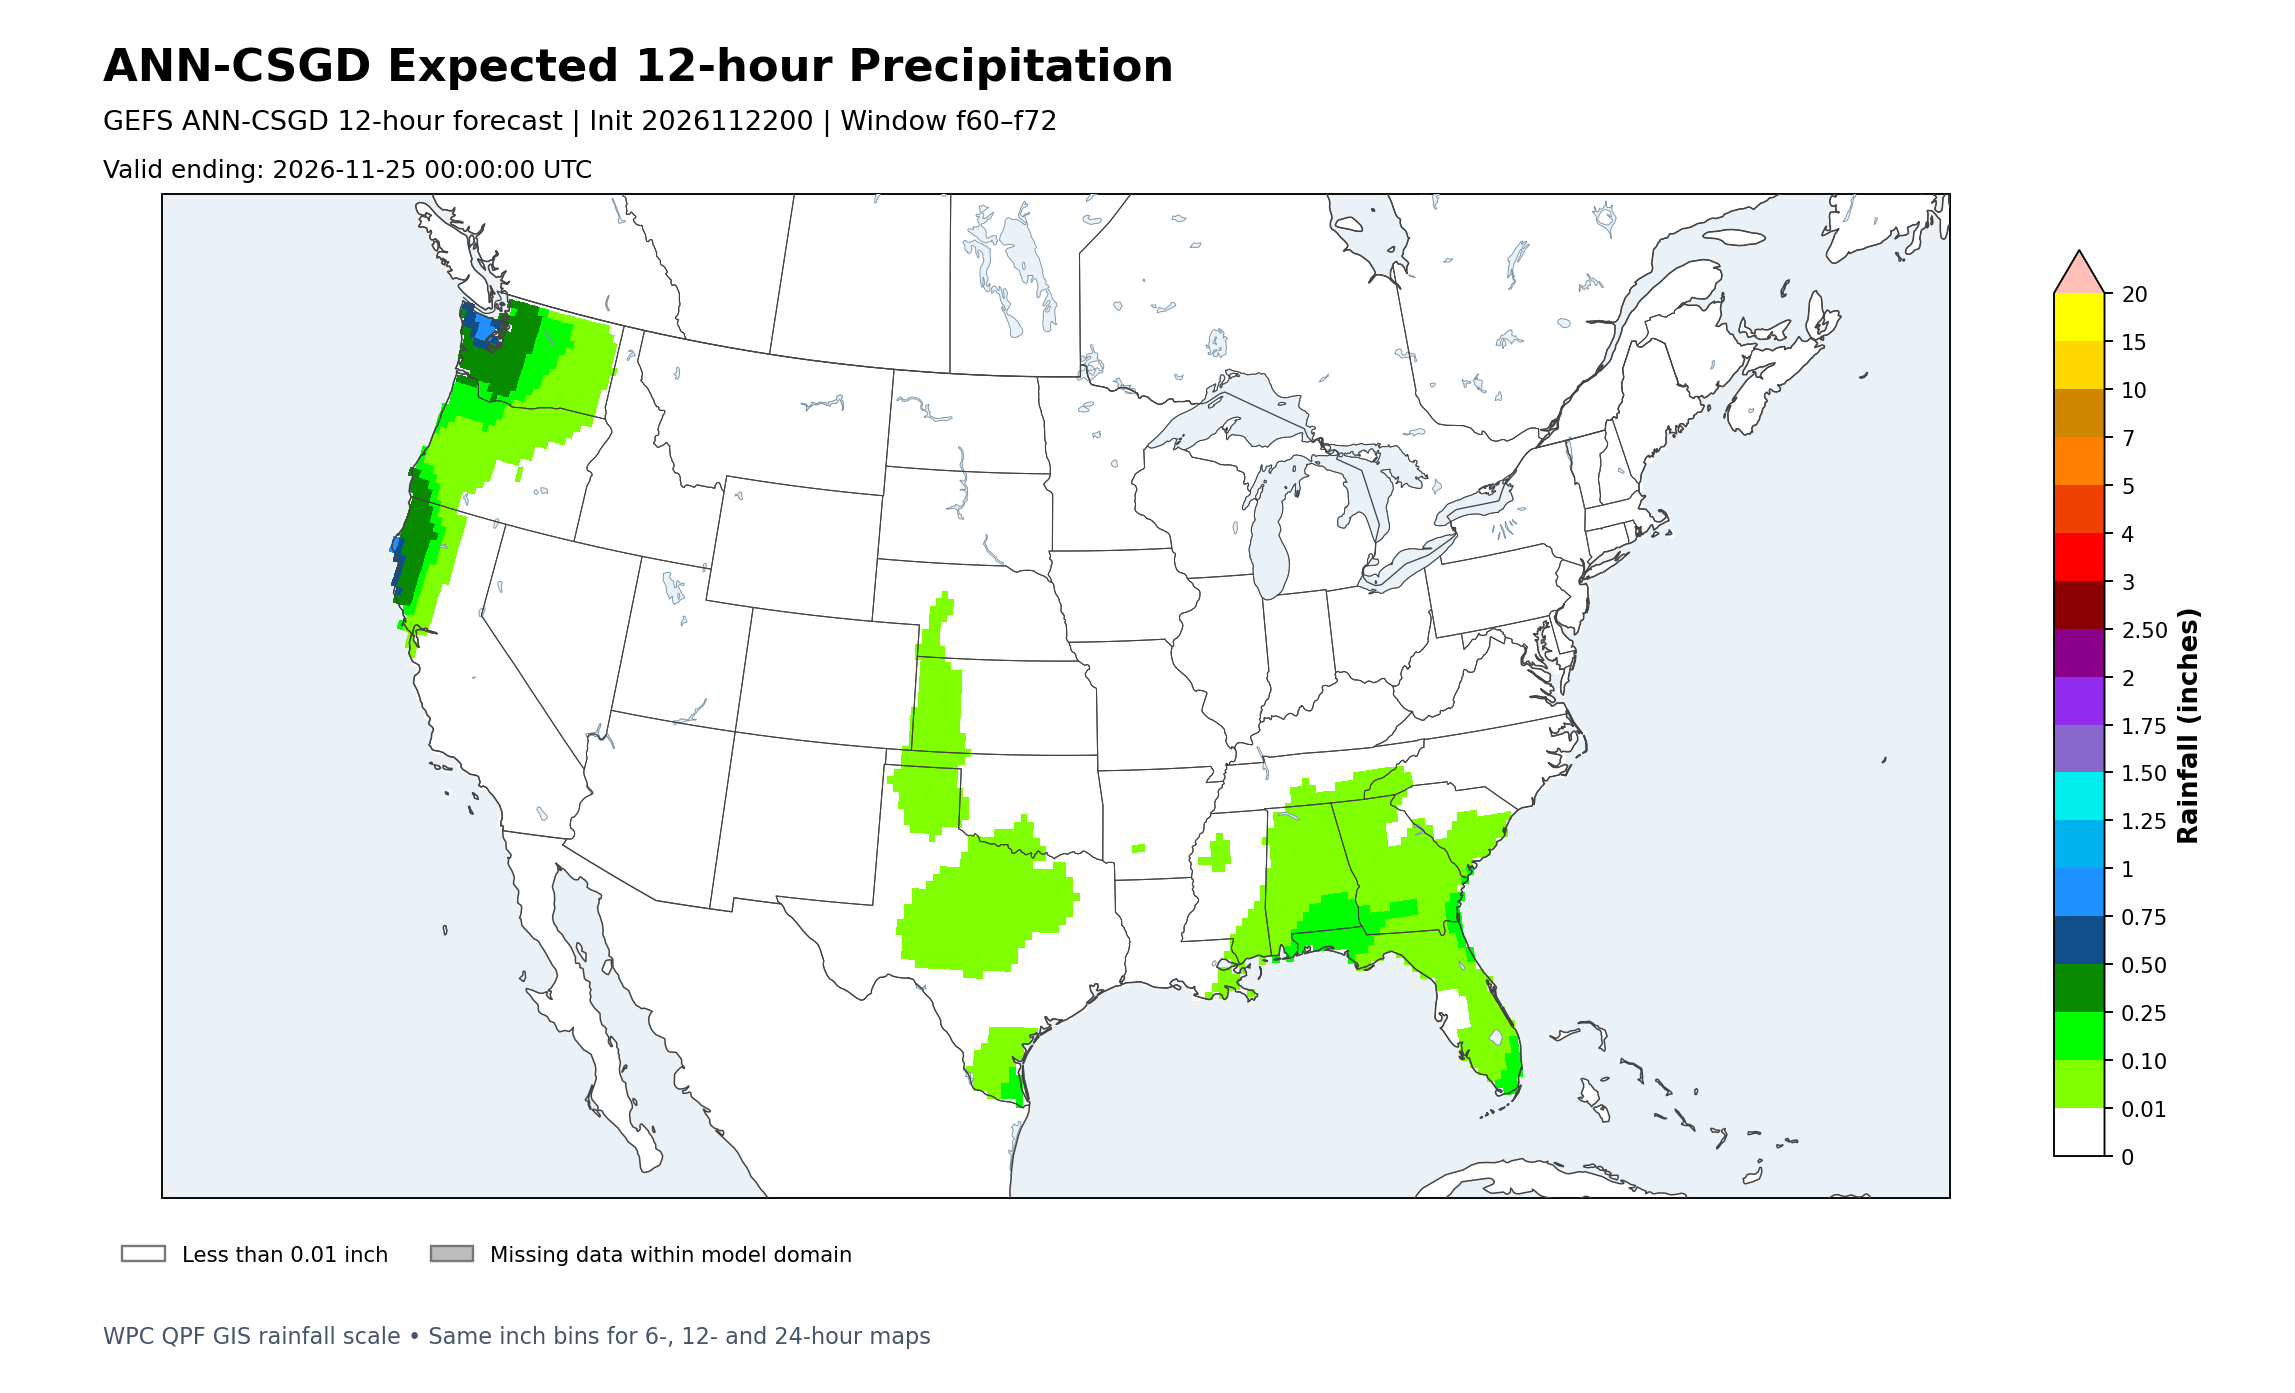 ANN-CSGD Expected 12-hour Precipitation
GEFS ANN-CSGD 12-hour forecast | Init 2026112200 | Window f60–f72
Valid ending: 2026-11-25 00:00:00 UTC
20
15
10
7
5
4
3
2.50
2
1.75
1.50
1.25
1
0.75
0.50
0.25
0.10
0.01
0
Rainfall (inches)
Less than 0.01 inch
Missing data within model domain
WPC QPF GIS rainfall scale • Same inch bins for 6-, 12- and 24-hour maps